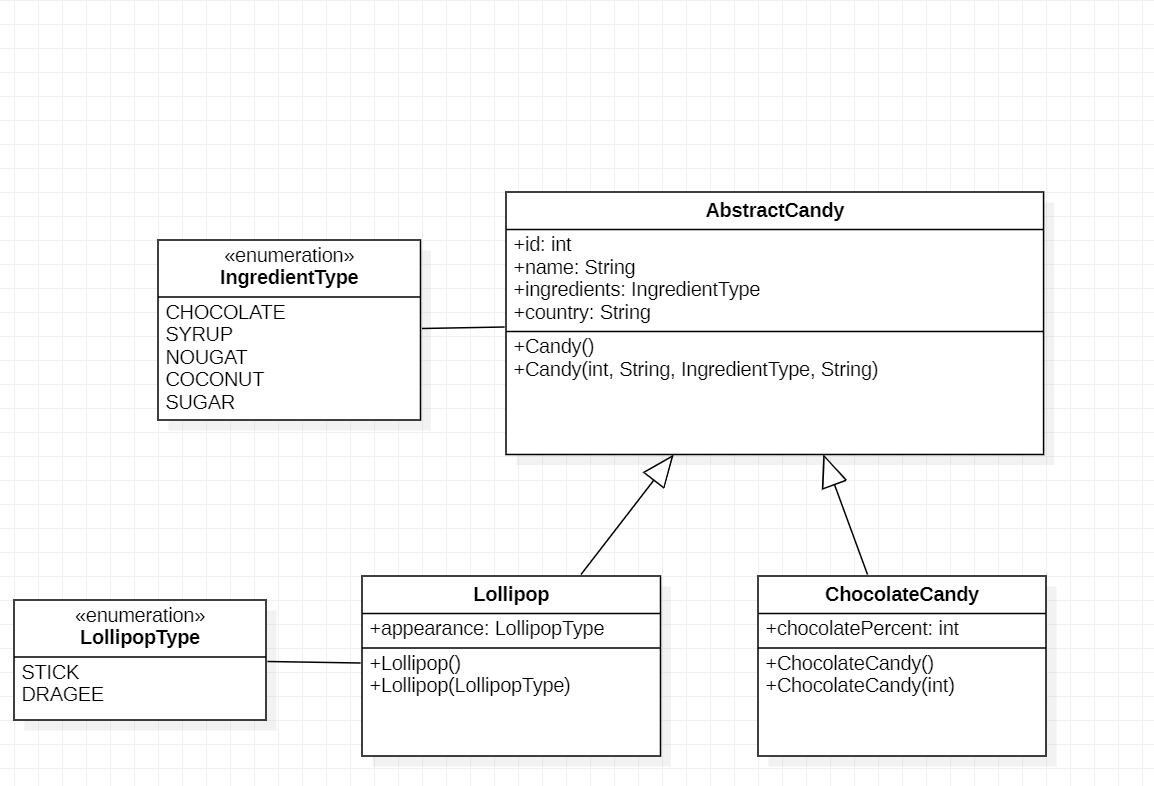 AbstractCandy
+id: int
+name: String
+ingredients: IngredientType
+country: String
+Candy()
+Candy(int, String, IngredientType, String)
«enumeration»
IngredientType
CHOCOLATE
SYRUP
NOUGAT
COCONUT
SUGAR
«enumeration»
LollipopType
STICK
DRAGEE
Lollipop
+appearance: LollipopType
+Lollipop()
+Lollipop(LollipopType)
ChocolateCandy
+chocolatePercent: int
+ChocolateCandy()
+ChocolateCandy(int)